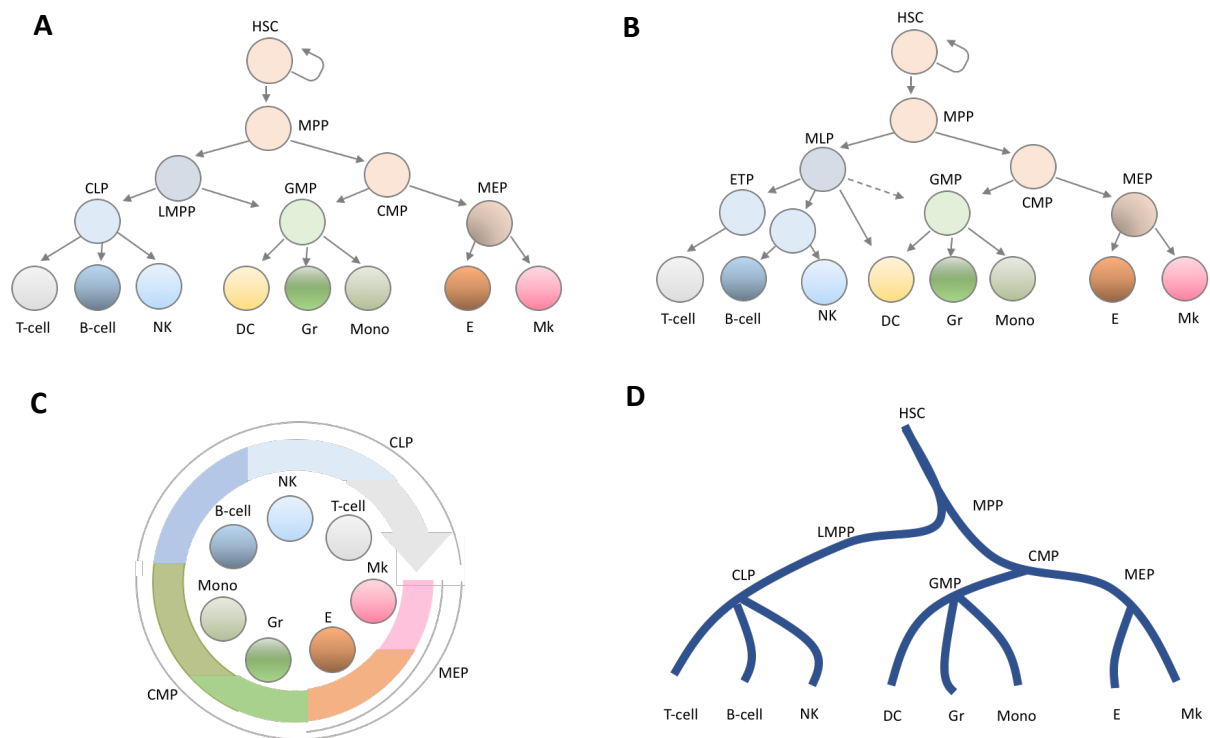 A
HSC
MPP
CLP
LMPP
GMP
CMP
MEP
T-cell
B-cell
NK
DC
Gr
Mono
E
Mk
B
HSC
MPP
MLP
ETP
GMP
CMP
MEP
T-cell
B-cell
NK
DC
Gr
Mono
E
Mk
C
CLP
NK
B-cell
T-cell
Mk
Mono
Gr
E
CMP
MEP
D
HSC
MPP
LMPP
CMP
CLP
GMP
MEP
T-cell
B-cell
NK
DC
Gr
Mono
E
Mk